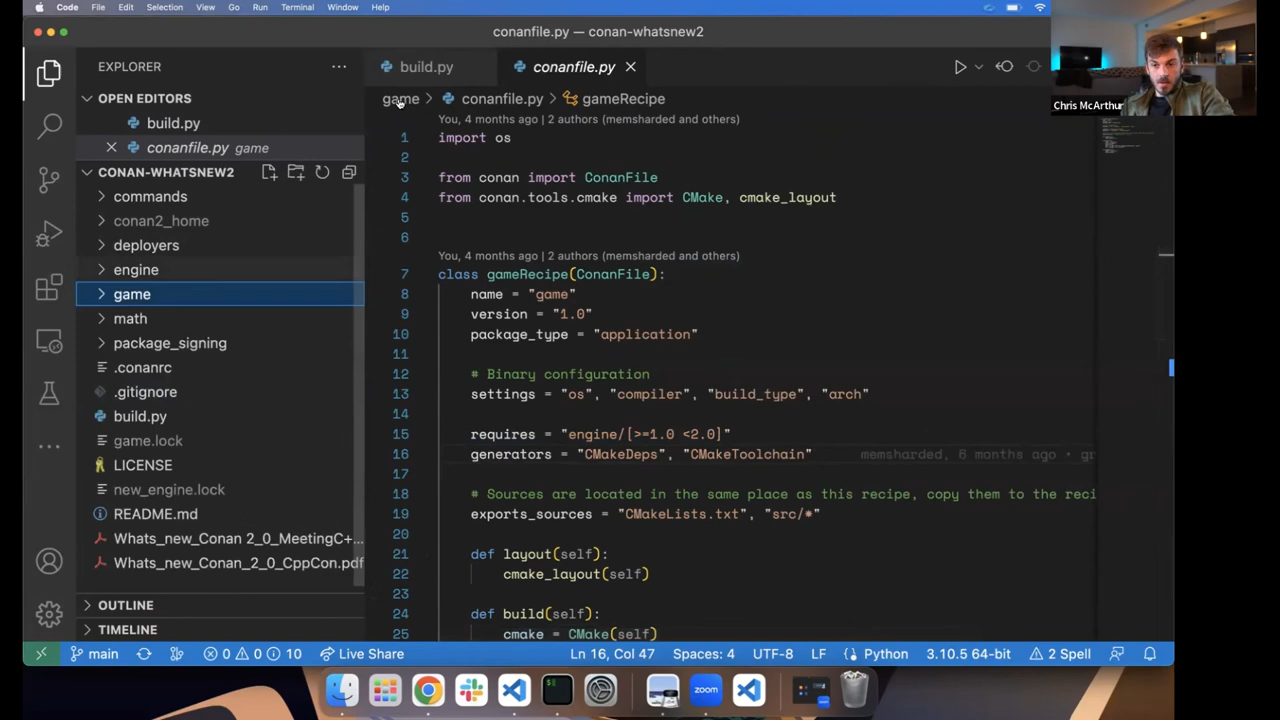 Code File Edit Selection View Go Run Terminal Window Help
conanfile.py — conan-whatsnew2
EXPLORER
build.py
conanfile.py
Chris McArthur
OPEN EDITORS
build.py
conanfile.py game
CONAN-WHATSNEW2
commands
conan2_home
deployers
engine
game
math
package_signing
.conanrc
.gitignore
build.py
game.lock
LICENSE
new_engine.lock
README.md
Whats_new_Conan 2_0_MeetingC+...
Whats_new_Conan_2_0_CppCon.pdf
OUTLINE
TIMELINE
game > conanfile.py > gameRecipe
You, 4 months ago | 2 authors (memsharded and others)
1 import os
2
3 from conan import ConanFile
4 from conan.tools.cmake import CMake, cmake_layout
5
6
You, 4 months ago | 2 authors (memsharded and others)
7 class gameRecipe(ConanFile):
8 name = "game"
9 version = "1.0"
10 package_type = "application"
11
12 # Binary configuration
13 settings = "os", "compiler", "build_type", "arch"
14
15 requires = "engine/[>=1.0 <2.0]"
16 generators = "CMakeDeps", "CMakeToolchain" memsharded, 6 months ago • gr
17
18 # Sources are located in the same place as this recipe, copy them to the reci
19 exports_sources = "CMakeLists.txt", "src/*"
20
21 def layout(self):
22 cmake_layout(self)
23
24 def build(self):
25 cmake = CMake(self)
main 0 0 10 Live Share Ln 16, Col 47 Spaces: 4 UTF-8 LF Python 3.10.5 64-bit 2 Spell
zoom